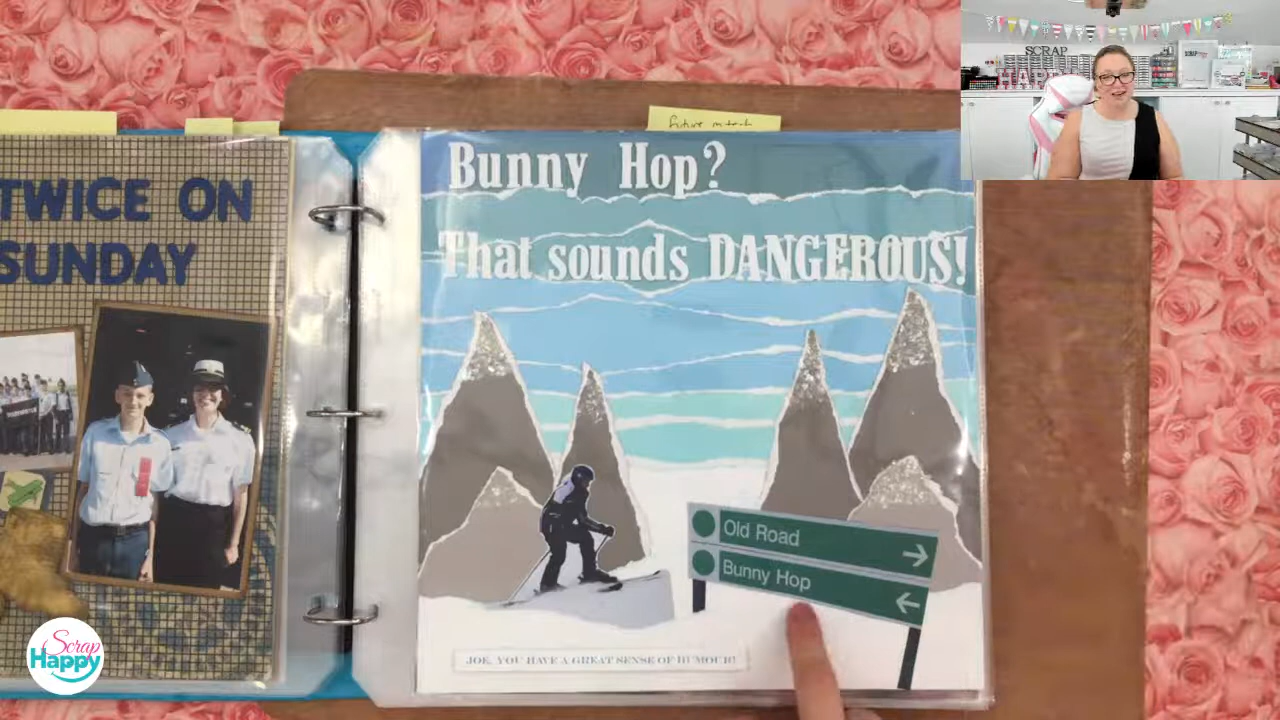 SCRAP
HAPPY
TWICE ON
SUNDAY
Bunny Hop?
That sounds DANGEROUS!
Old Road
Bunny Hop
JOE, YOU HAVE A GREAT SENSE OF HUMOUR!
Scrap
Happy